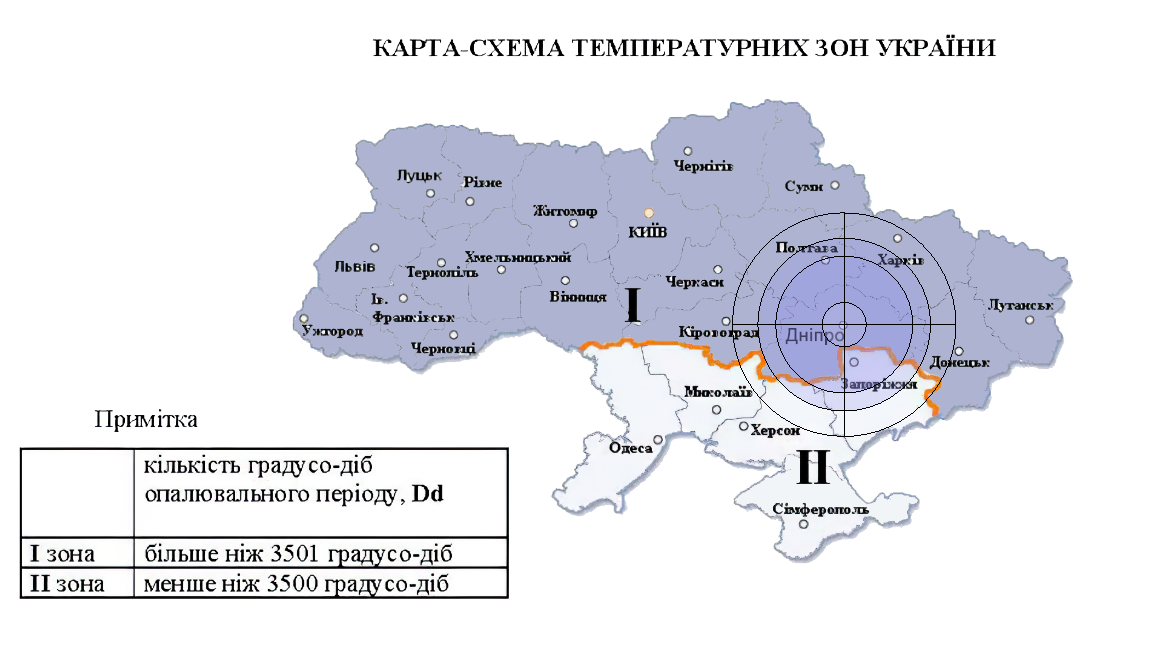 КАРТА-СХЕМА ТЕМПЕРАТУРНИХ ЗОН УКРАЇНИ
Чернігів
Луцьк
Рівне
Суми
Житомир
КИЇВ
Полтава
Харків
Львів
Тернопіль
Хмельницький
Черкаси
Вінниця
I
Ів.
Франківськ
Луганськ
Ужгород
Чернівці
Кіровоград
Дніпро
Донецьк
Запоріжжя
Миколаїв
Херсон
Одеса
II
Сімферополь
Примітка
кількість градусо-діб
опалювального періоду, Dd
I зона більше ніж 3501 градусо-діб
II зона менше ніж 3500 градусо-діб